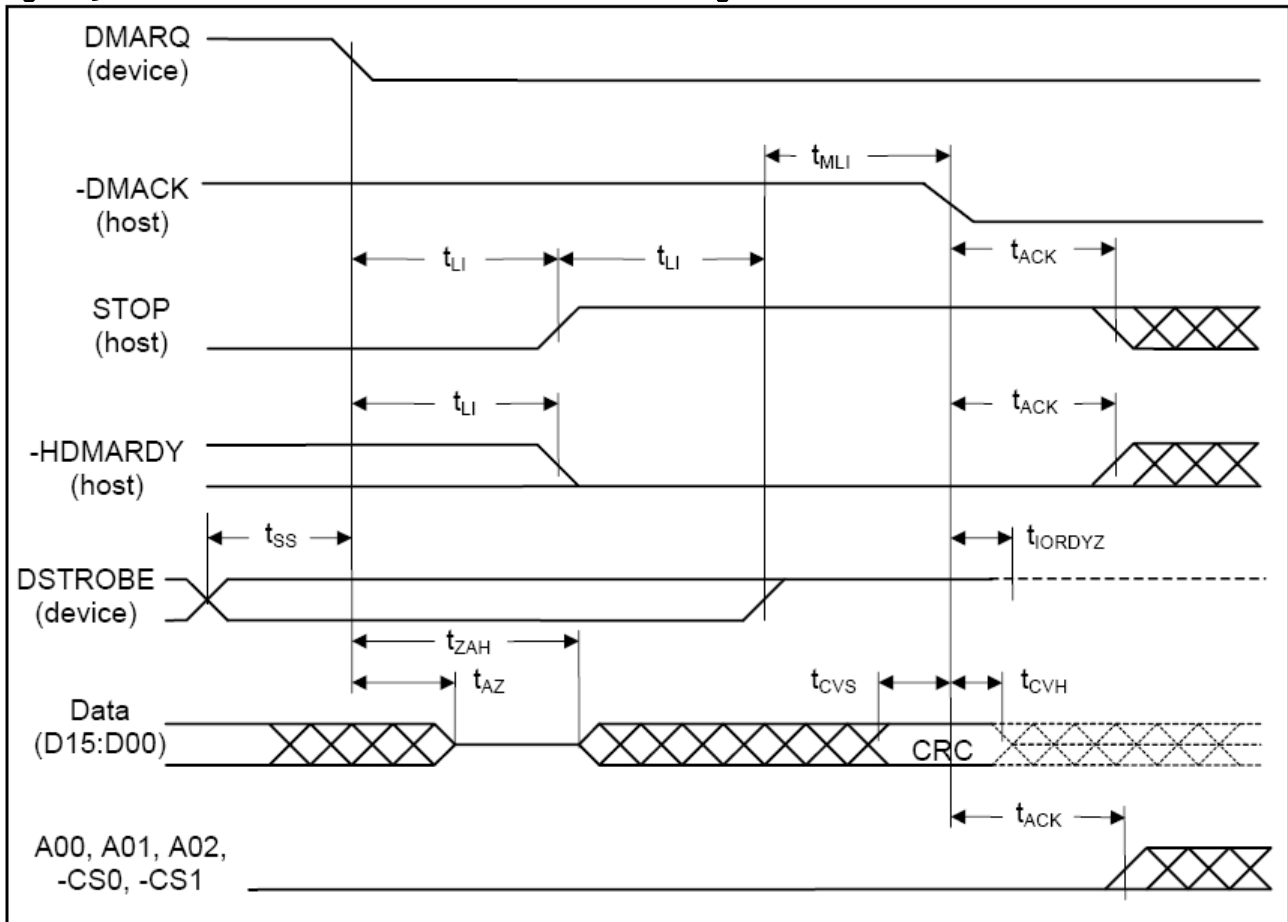 DMARQ
(device)
tMLI
-DMACK
(host)
tLI
tLI
tACK
STOP
(host)
tLI
tACK
-HDMARDY
(host)
tSS
tIORDYZ
DSTROBE
(device)
tZAH
tAZ
tCVS
tCVH
Data
(D15:D00)
CRC
tACK
A00, A01, A02,
-CS0, -CS1